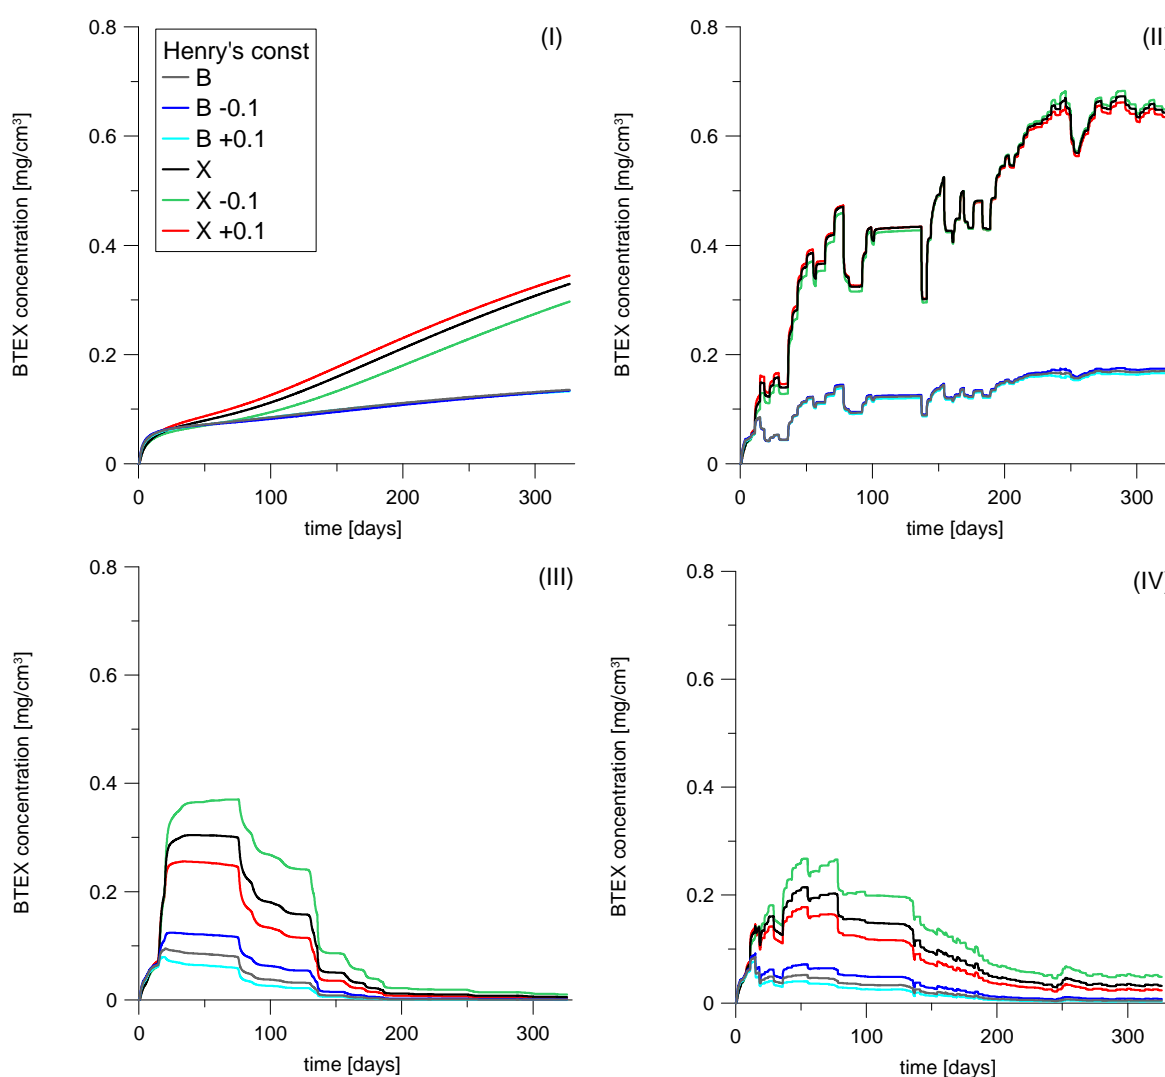 (I)
0.8
0.6
0.4
0.2
0
BTEX concentration [mg/cm³]
Henry's const
B
B -0.1
B +0.1
X
X -0.1
X +0.1
0 100 200 300
time [days]
(II)
0.8
0.6
0.4
0.2
0
BTEX concentration [mg/cm³]
0 100 200 300
time [days]
(III)
0.8
0.6
0.4
0.2
0
BTEX concentration [mg/cm³]
0 100 200 300
time [days]
(IV)
0.8
0.6
0.4
0.2
0
BTEX concentration [mg/cm³]
0 100 200 300
time [days]